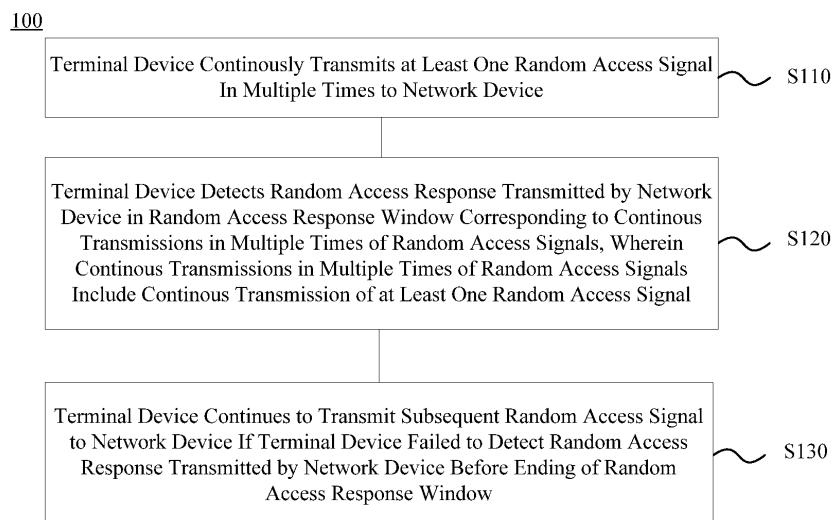 100
Terminal Device Continously Transmits at Least One Random Access Signal
In Multiple Times to Network Device
S110
Terminal Device Detects Random Access Response Transmitted by Network
Device in Random Access Response Window Corresponding to Continous
Transmissions in Multiple Times of Random Access Signals, Wherein
Continous Transmissions in Multiple Times of Random Access Signals
Include Continous Transmission of at Least One Random Access Signal
S120
Terminal Device Continues to Transmit Subsequent Random Access Signal
to Network Device If Terminal Device Failed to Detect Random Access
Response Transmitted by Network Device Before Ending of Random
Access Response Window
S130